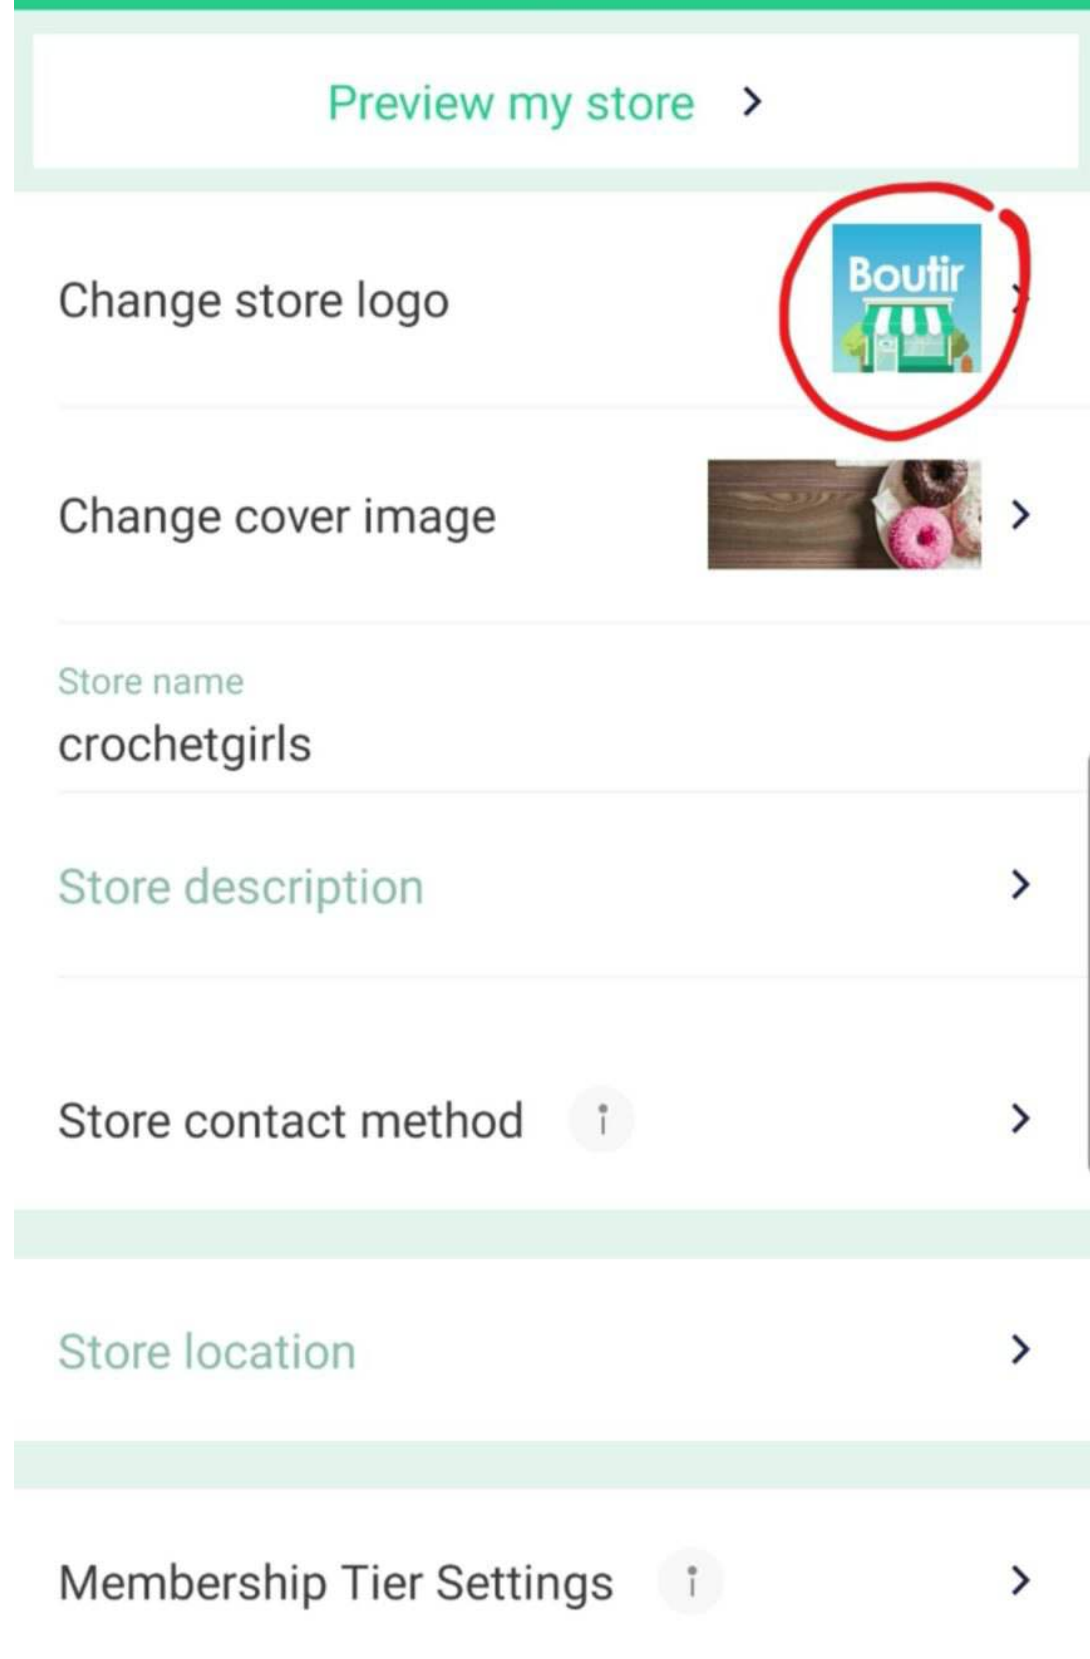 Preview my store
Change store logo
Boutir
Change cover image
Store name
crochetgirls
Store description
Store contact method i
Store location
Membership Tier Settings i